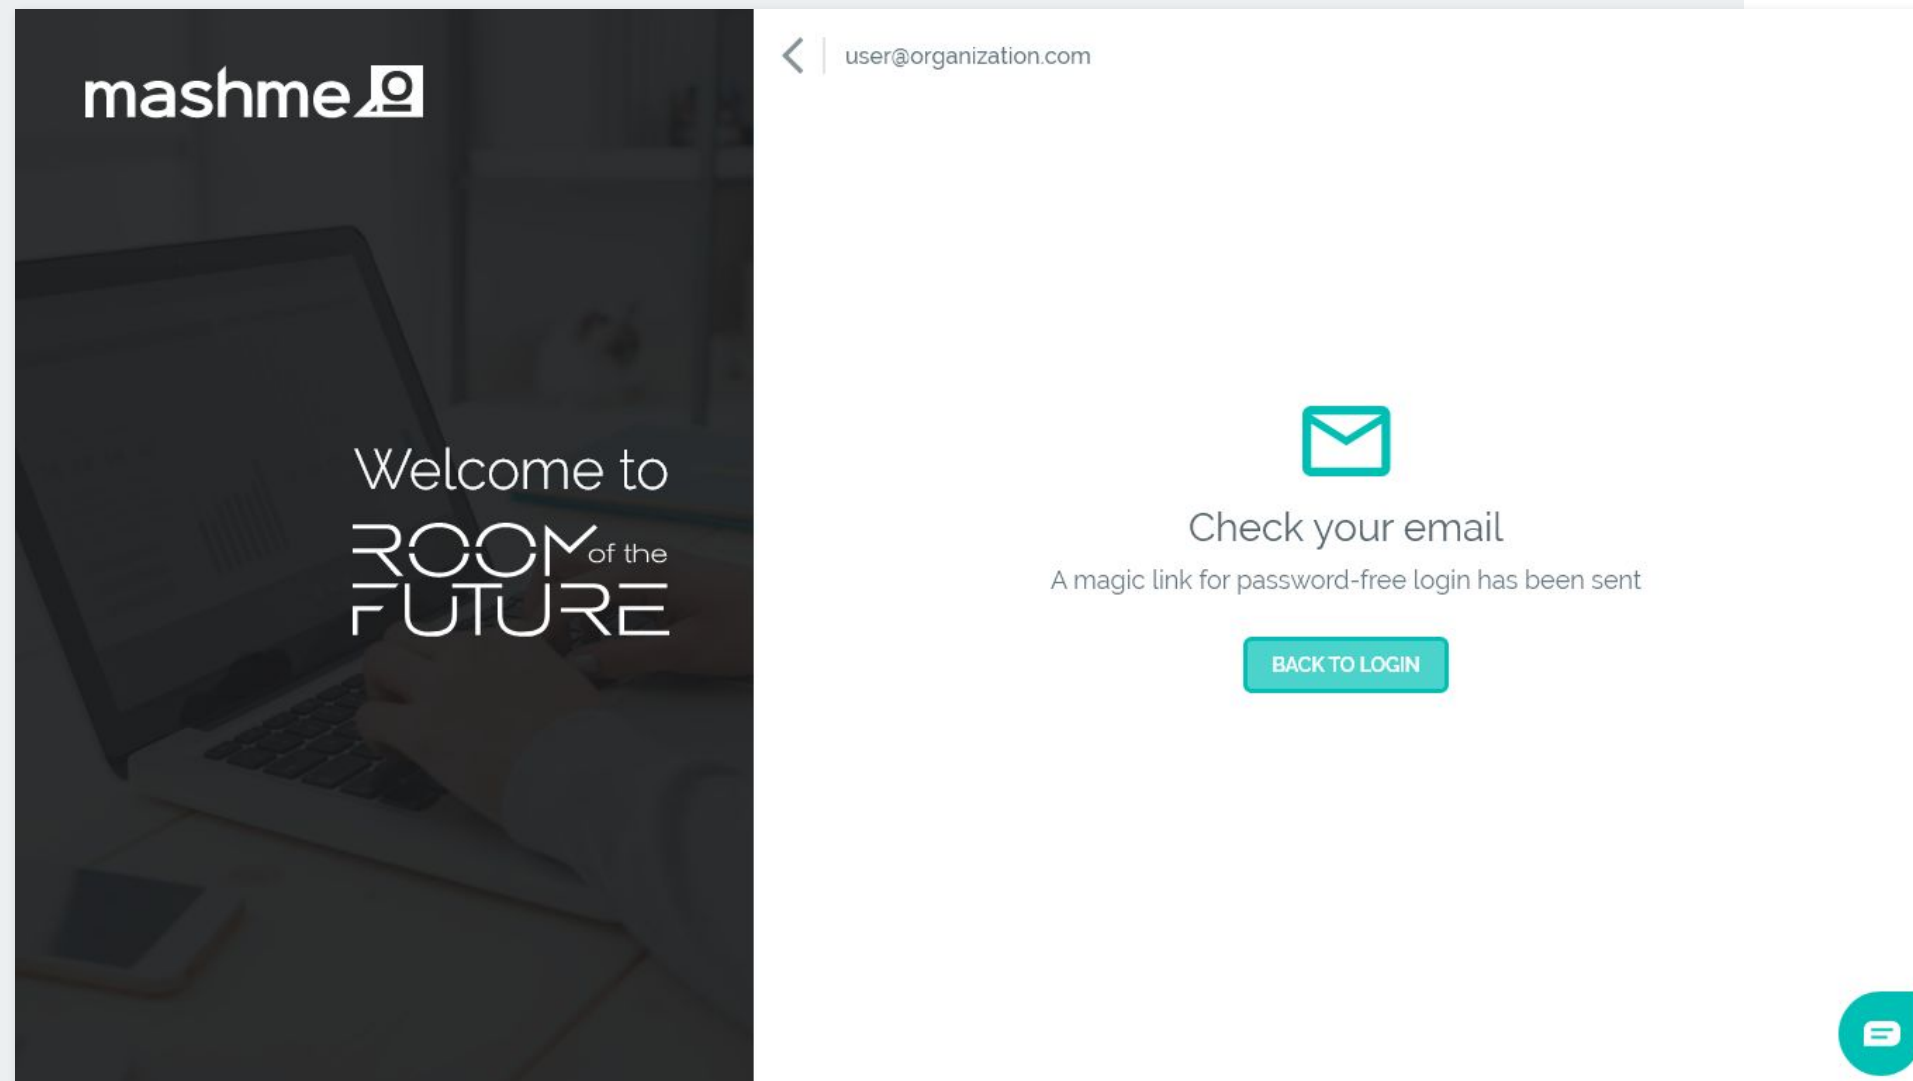 mashme
Welcome to
ROOM of the
FUTURE
user@organization.com
Check your email
A magic link for password-free login has been sent
BACK TO LOGIN